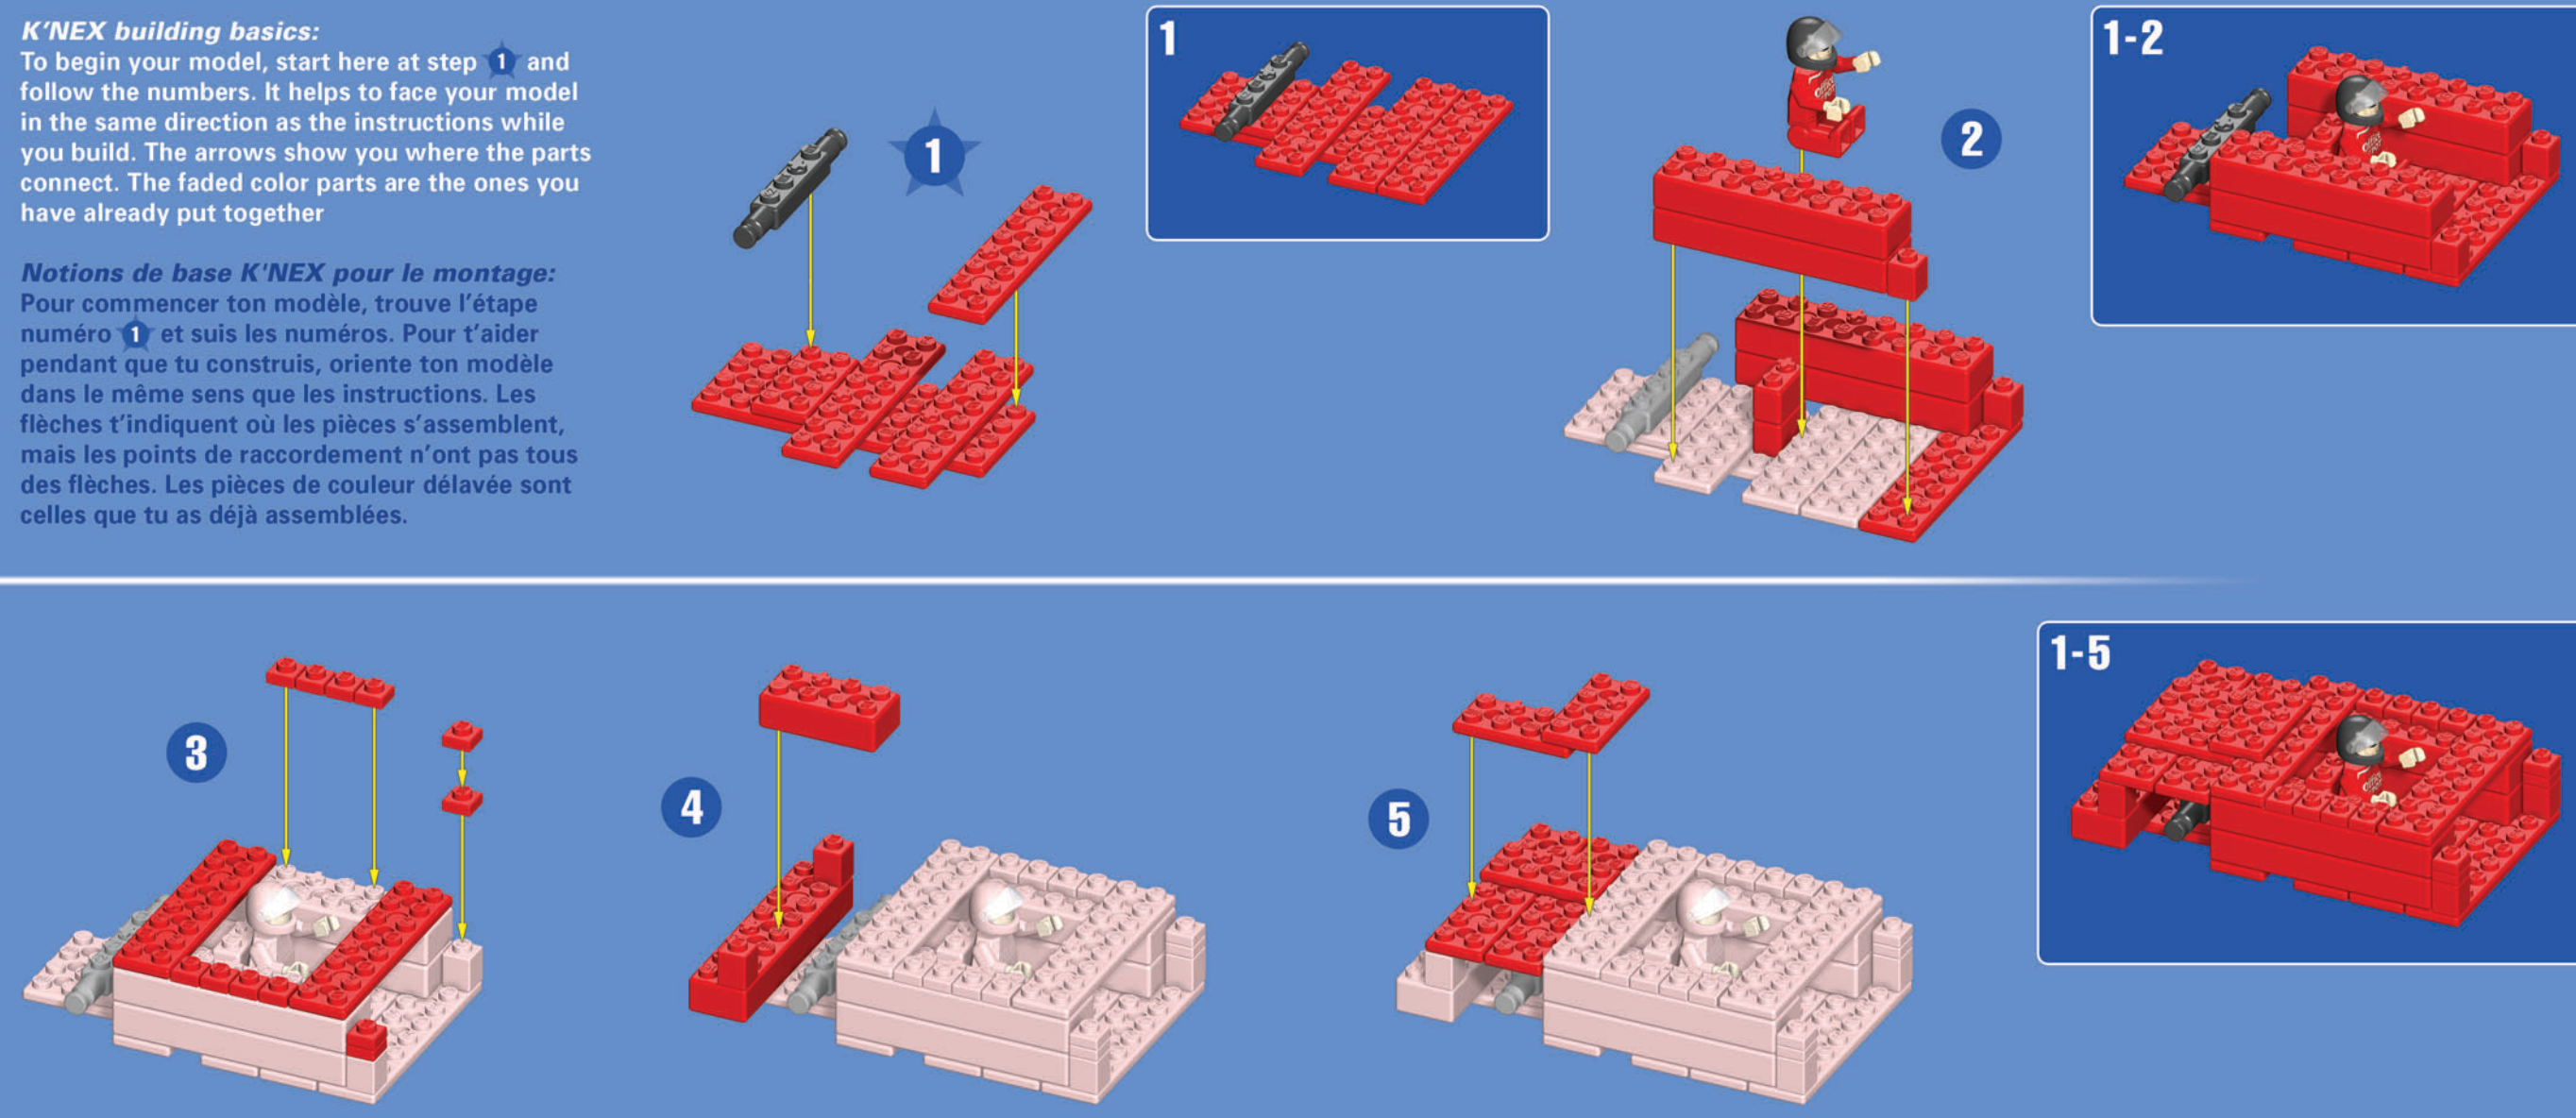 K'NEX building basics:
To begin your model, start here at step 1 and
follow the numbers. It helps to face your model
in the same direction as the instructions while
you build. The arrows show you where the parts
connect. The faded color parts are the ones you
have already put together
Notions de base K'NEX pour le montage:
Pour commencer ton modèle, trouve l'étape
numéro 1 et suis les numéros. Pour t'aider
pendant que tu construis, oriente ton modèle
dans le même sens que les instructions. Les
flèches t'indiquent où les pièces s'assemblent,
mais les points de raccordement n'ont pas tous
des flèches. Les pièces de couleur délavée sont
celles que tu as déjà assemblées.
1
1
2
1-2
3
4
5
1-5